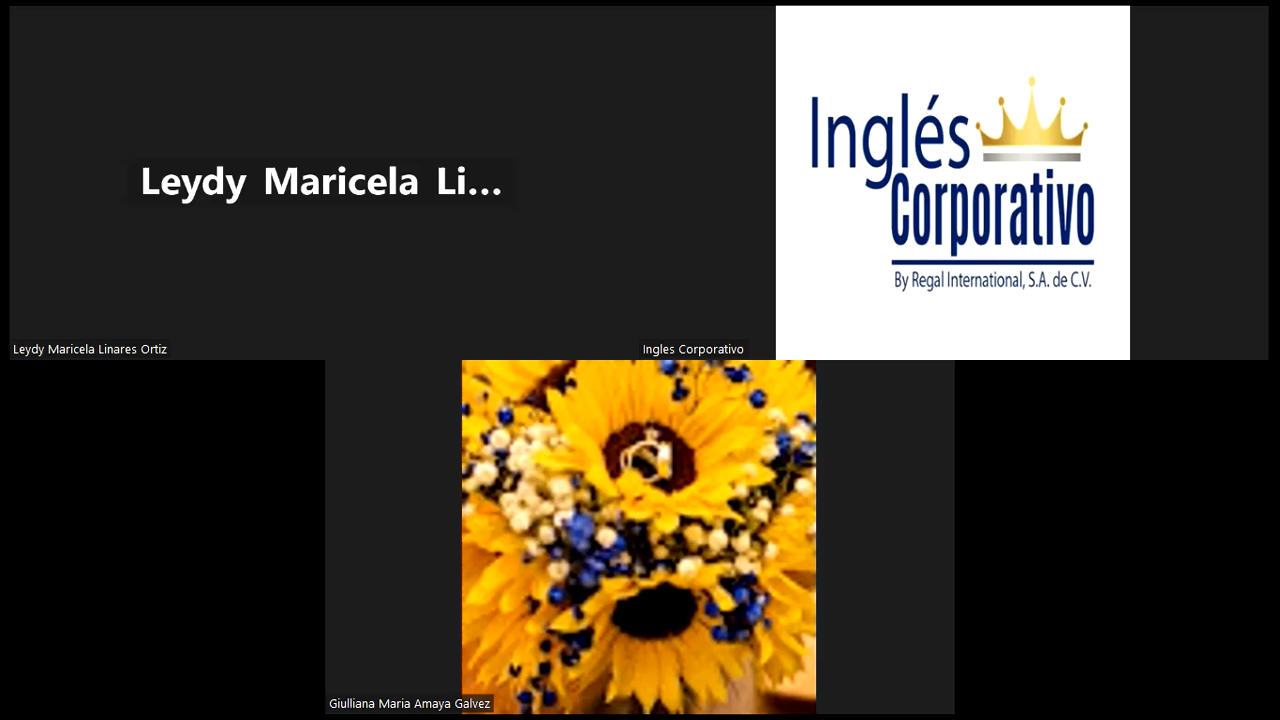 Leydy Maricela Li...
Leydy Maricela Linares Ortiz
Inglés
Corporativo
By Regal International, S.A. de C.V.
Ingles Corporativo
Giulliana Maria Amaya Galvez